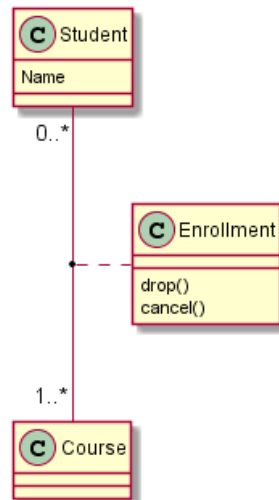 C Student
Name
0..*
C Enrollment
drop()
cancel()
1..*
C Course